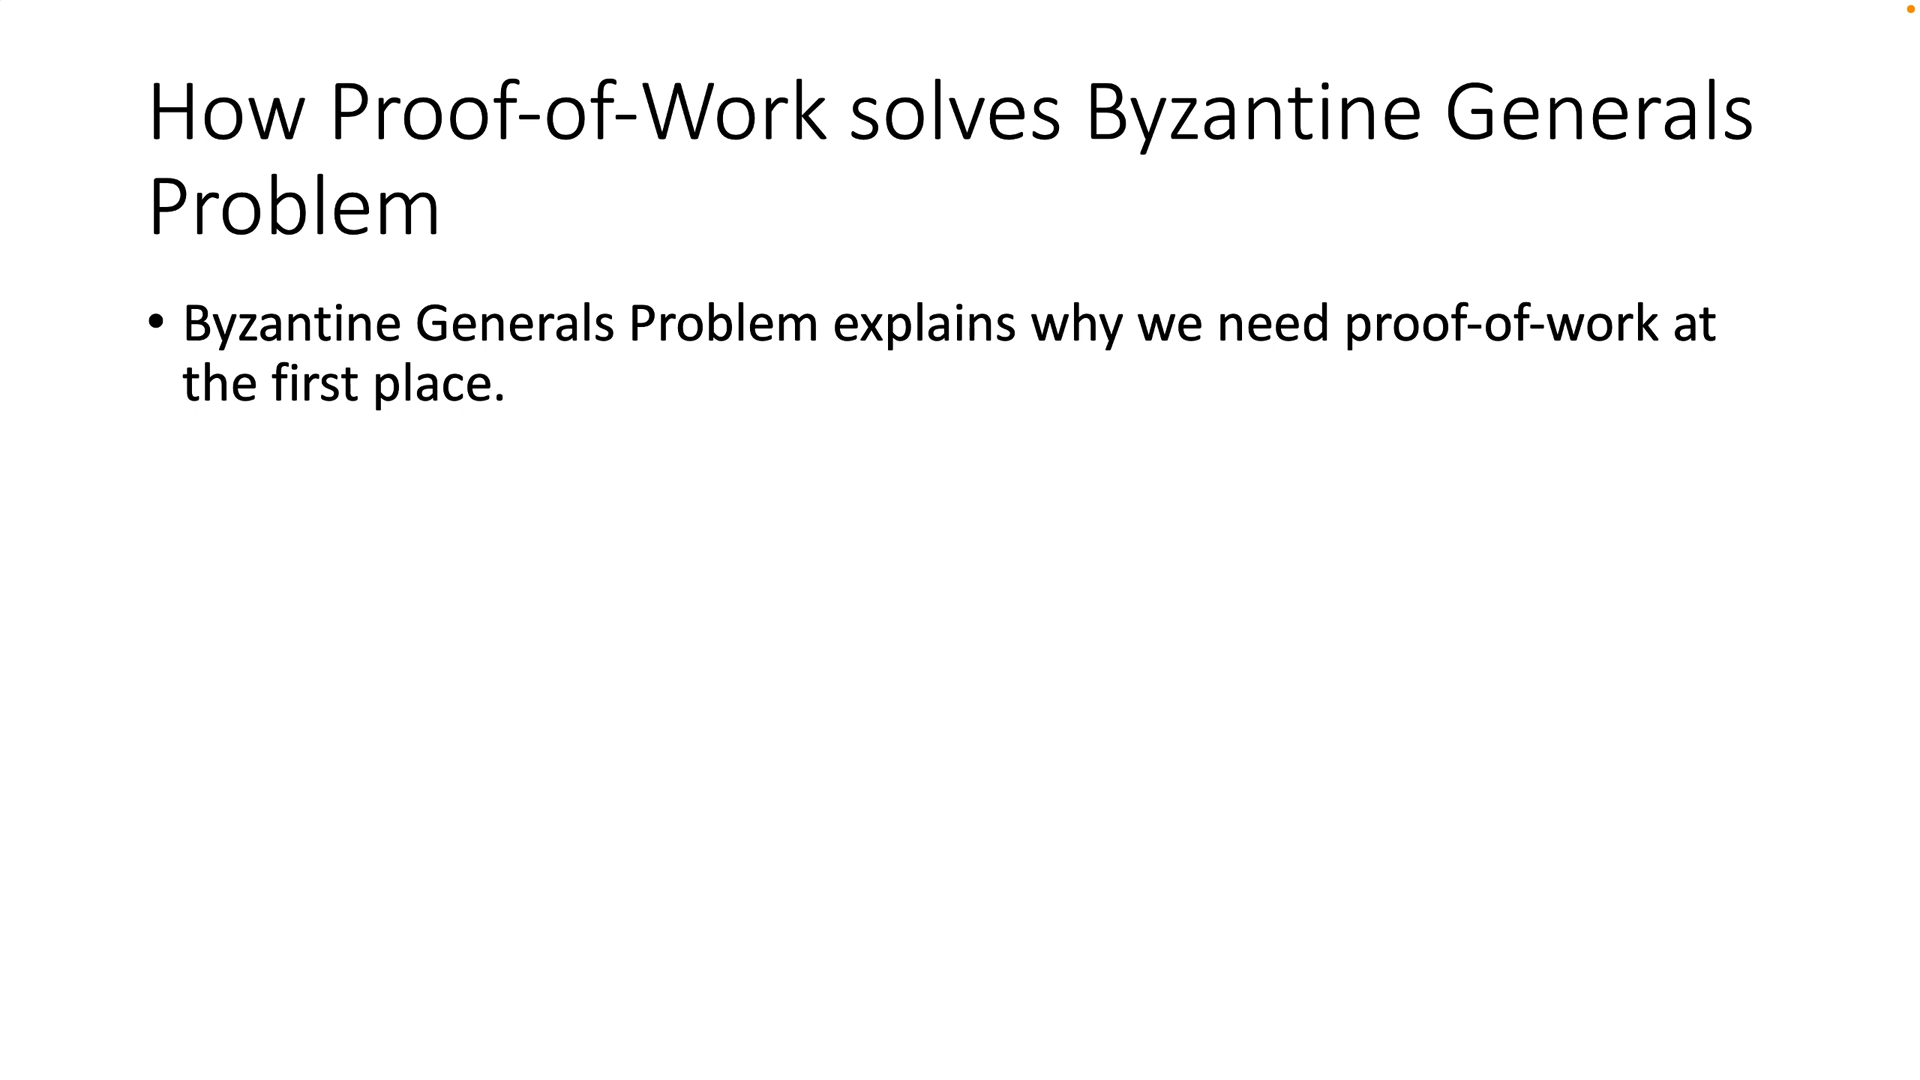 How Proof-of-Work solves Byzantine Generals
Problem
• Byzantine Generals Problem explains why we need proof-of-work at
the first place.